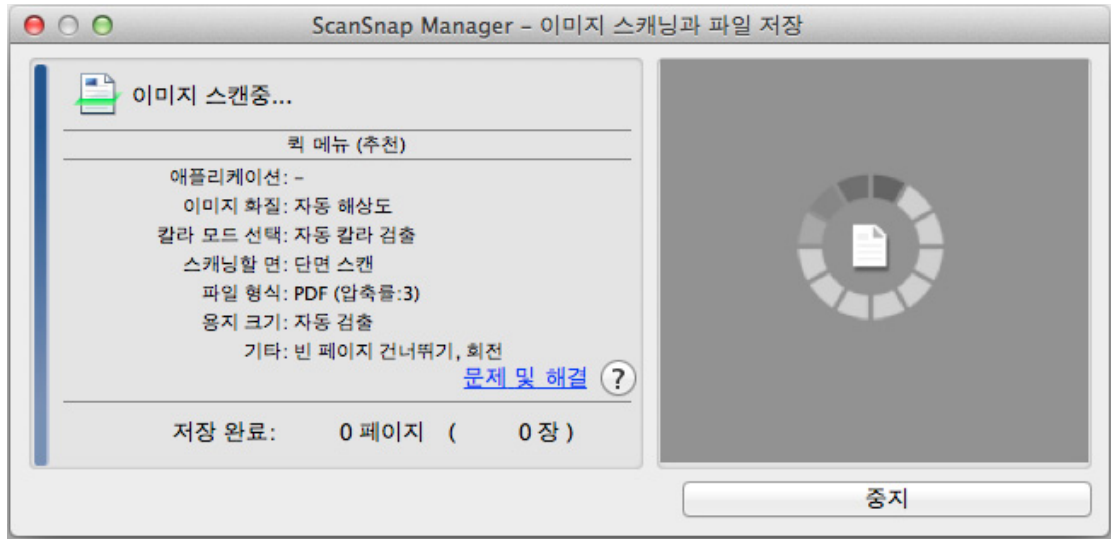 ScanSnap Manager – 이미지 스캐닝과 파일 저장
이미지 스캔중...
퀵 메뉴 (추천)
애플리케이션: –
이미지 화질: 자동 해상도
칼라 모드 선택: 자동 칼라 검출
스캐닝할 면: 단면 스캔
파일 형식: PDF (압축률:3)
용지 크기: 자동 검출
기타: 빈 페이지 건너뛰기, 회전
문제 및 해결 ?
저장 완료: 0 페이지 ( 0 장 )
중지